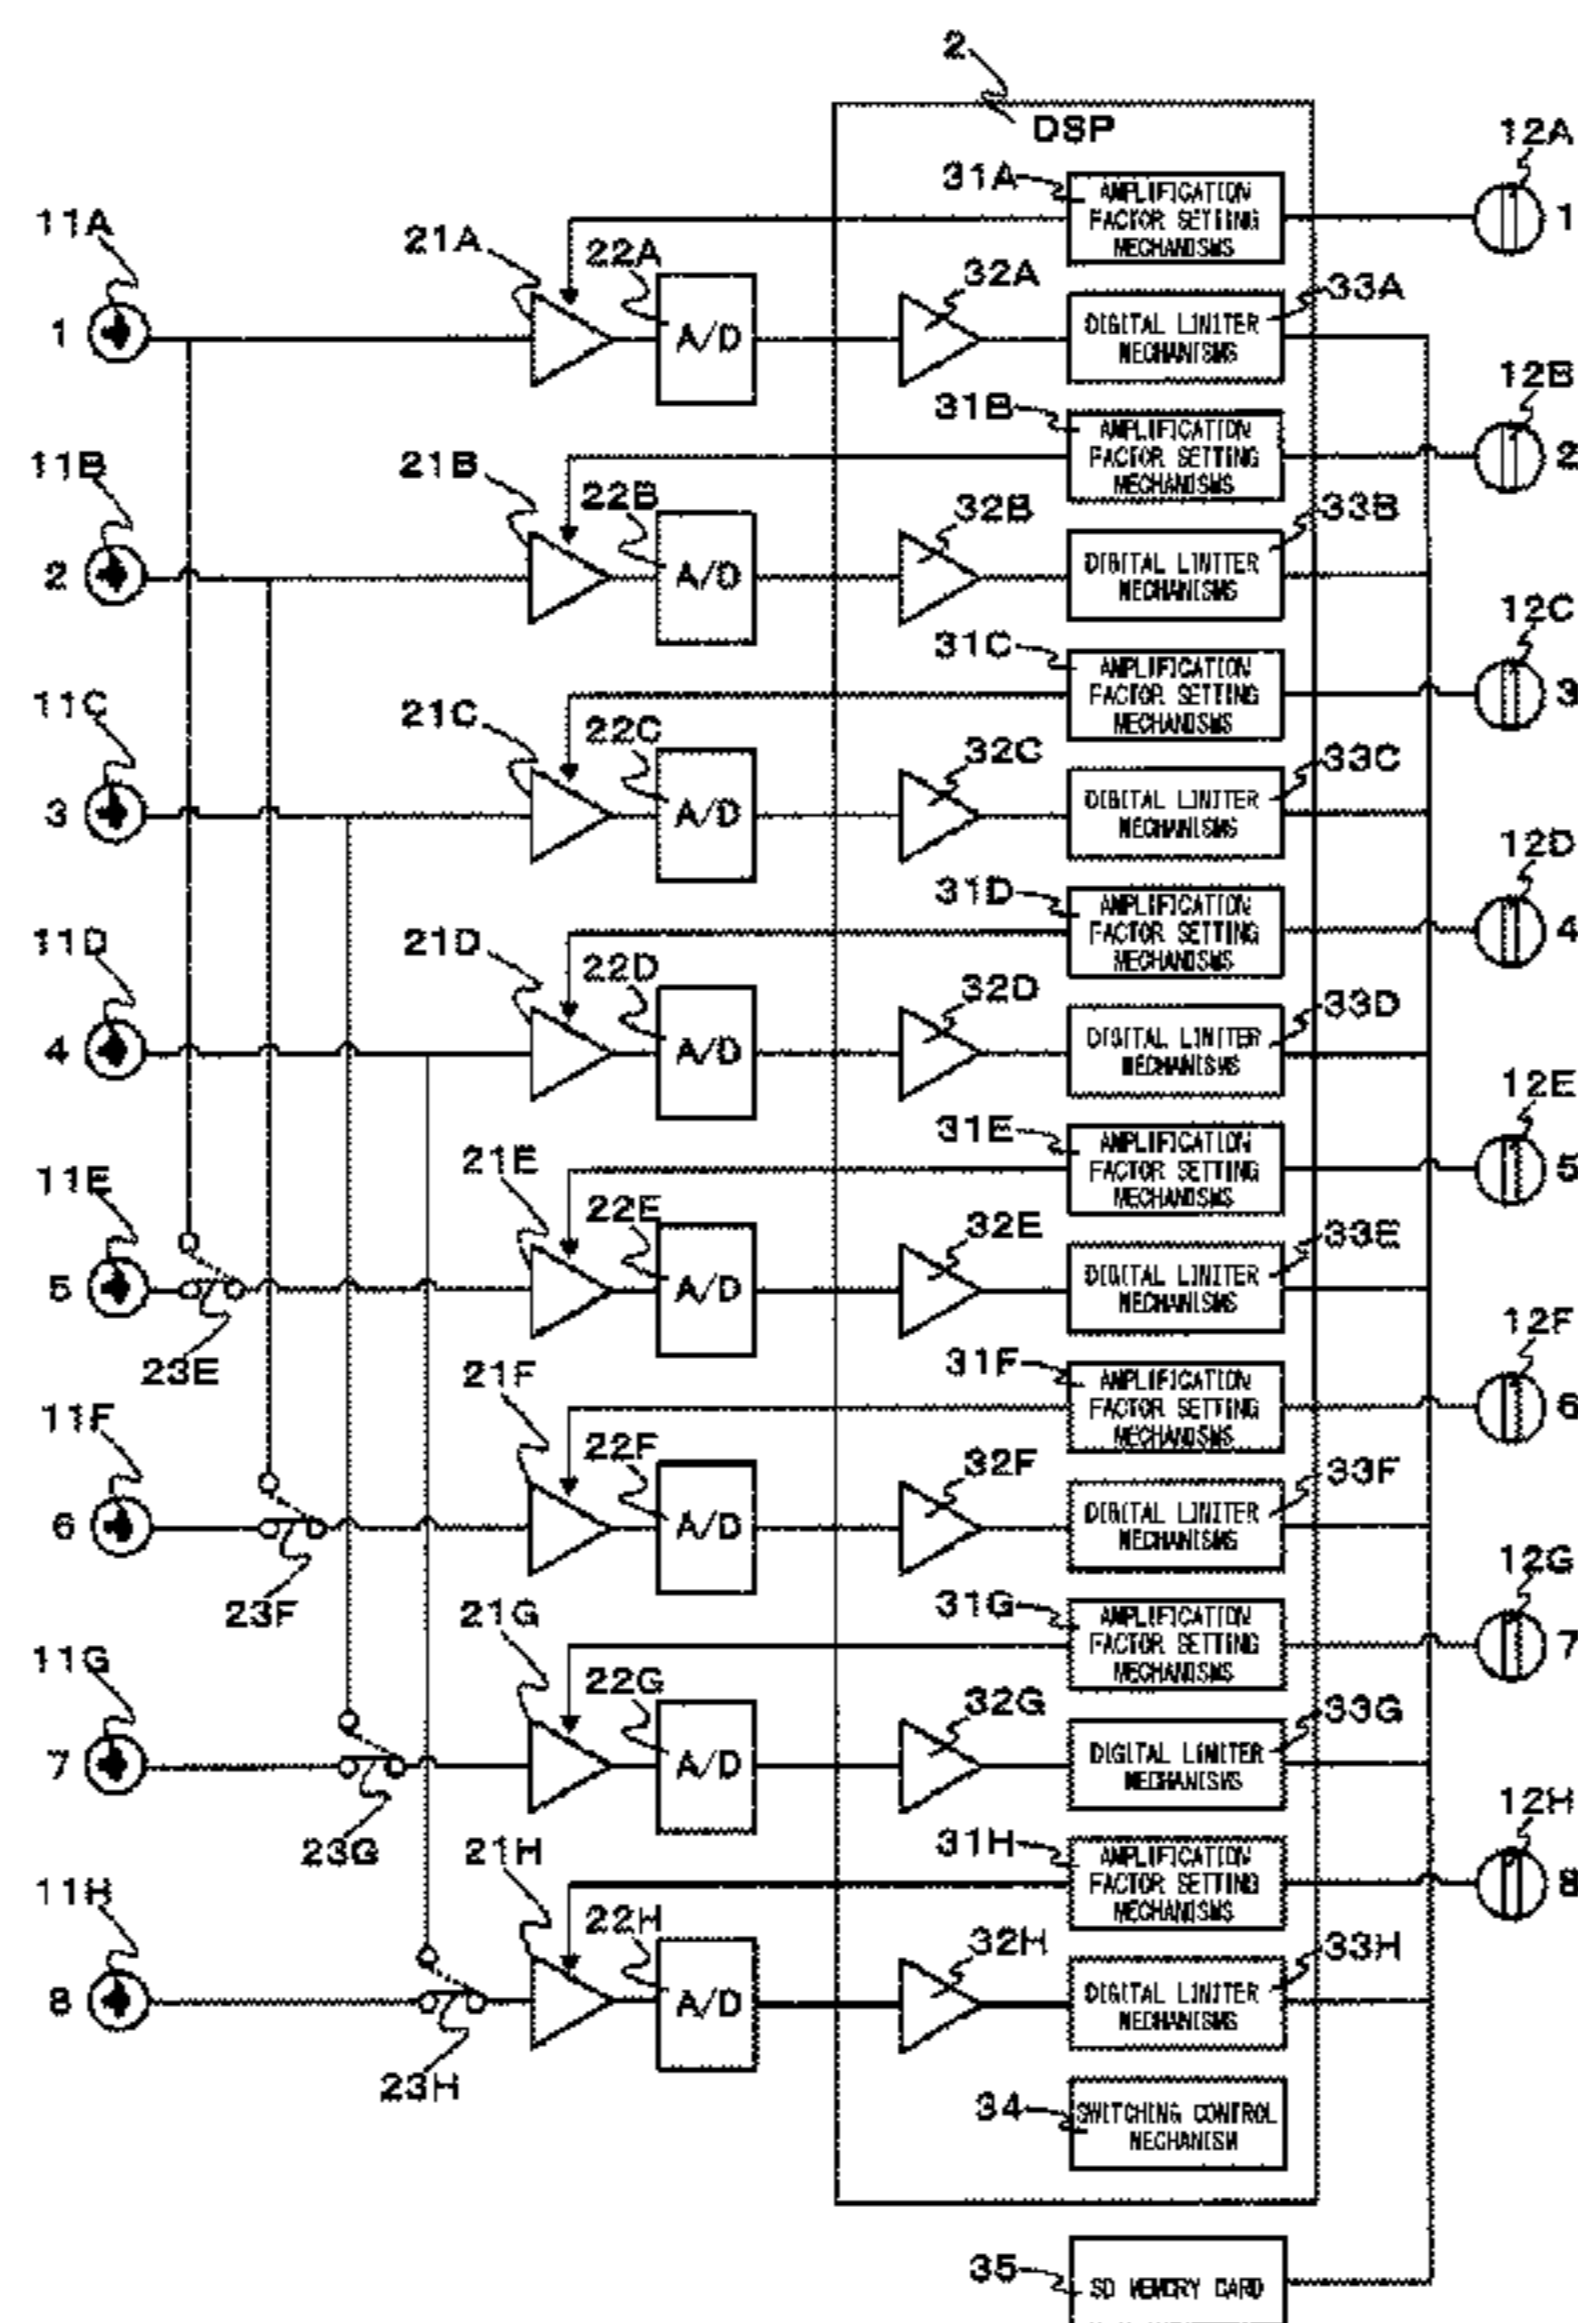 2
DSP
12A
31A
AMPLIFICATION
FACTOR SETTING
MECHANISMS
1
11A
21A
22A
32A
33A
1
A/D
DIGITAL LIMITER
MECHANISMS
12B
31B
AMPLIFICATION
FACTOR SETTING
MECHANISMS
2
11B
21B
22B
32B
33B
2
A/D
DIGITAL LIMITER
MECHANISMS
12C
31C
AMPLIFICATION
FACTOR SETTING
MECHANISMS
3
11C
21C
22C
32C
33C
3
A/D
DIGITAL LIMITER
MECHANISMS
12D
31D
AMPLIFICATION
FACTOR SETTING
MECHANISMS
4
11D
21D
22D
32D
33D
4
A/D
DIGITAL LIMITER
MECHANISMS
12E
31E
AMPLIFICATION
FACTOR SETTING
MECHANISMS
5
11E
21E
22E
32E
33E
5
A/D
DIGITAL LIMITER
MECHANISMS
23E
12F
31F
AMPLIFICATION
FACTOR SETTING
MECHANISMS
6
11F
21F
22F
32F
33F
6
A/D
DIGITAL LIMITER
MECHANISMS
23F
12G
31G
AMPLIFICATION
FACTOR SETTING
MECHANISMS
7
11G
21G
22G
32G
33G
7
A/D
DIGITAL LIMITER
MECHANISMS
23G
12H
31H
AMPLIFICATION
FACTOR SETTING
MECHANISMS
8
11H
21H
22H
32H
33H
8
A/D
DIGITAL LIMITER
MECHANISMS
23H
34
SWITCHING CONTROL
MECHANISM
35
SD MEMORY CARD